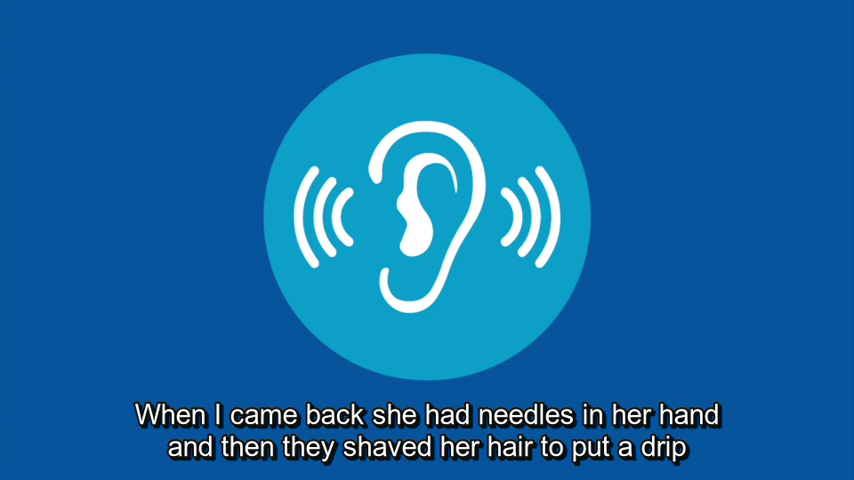 When I came back she had needles in her hand
and then they shaved her hair to put a drip